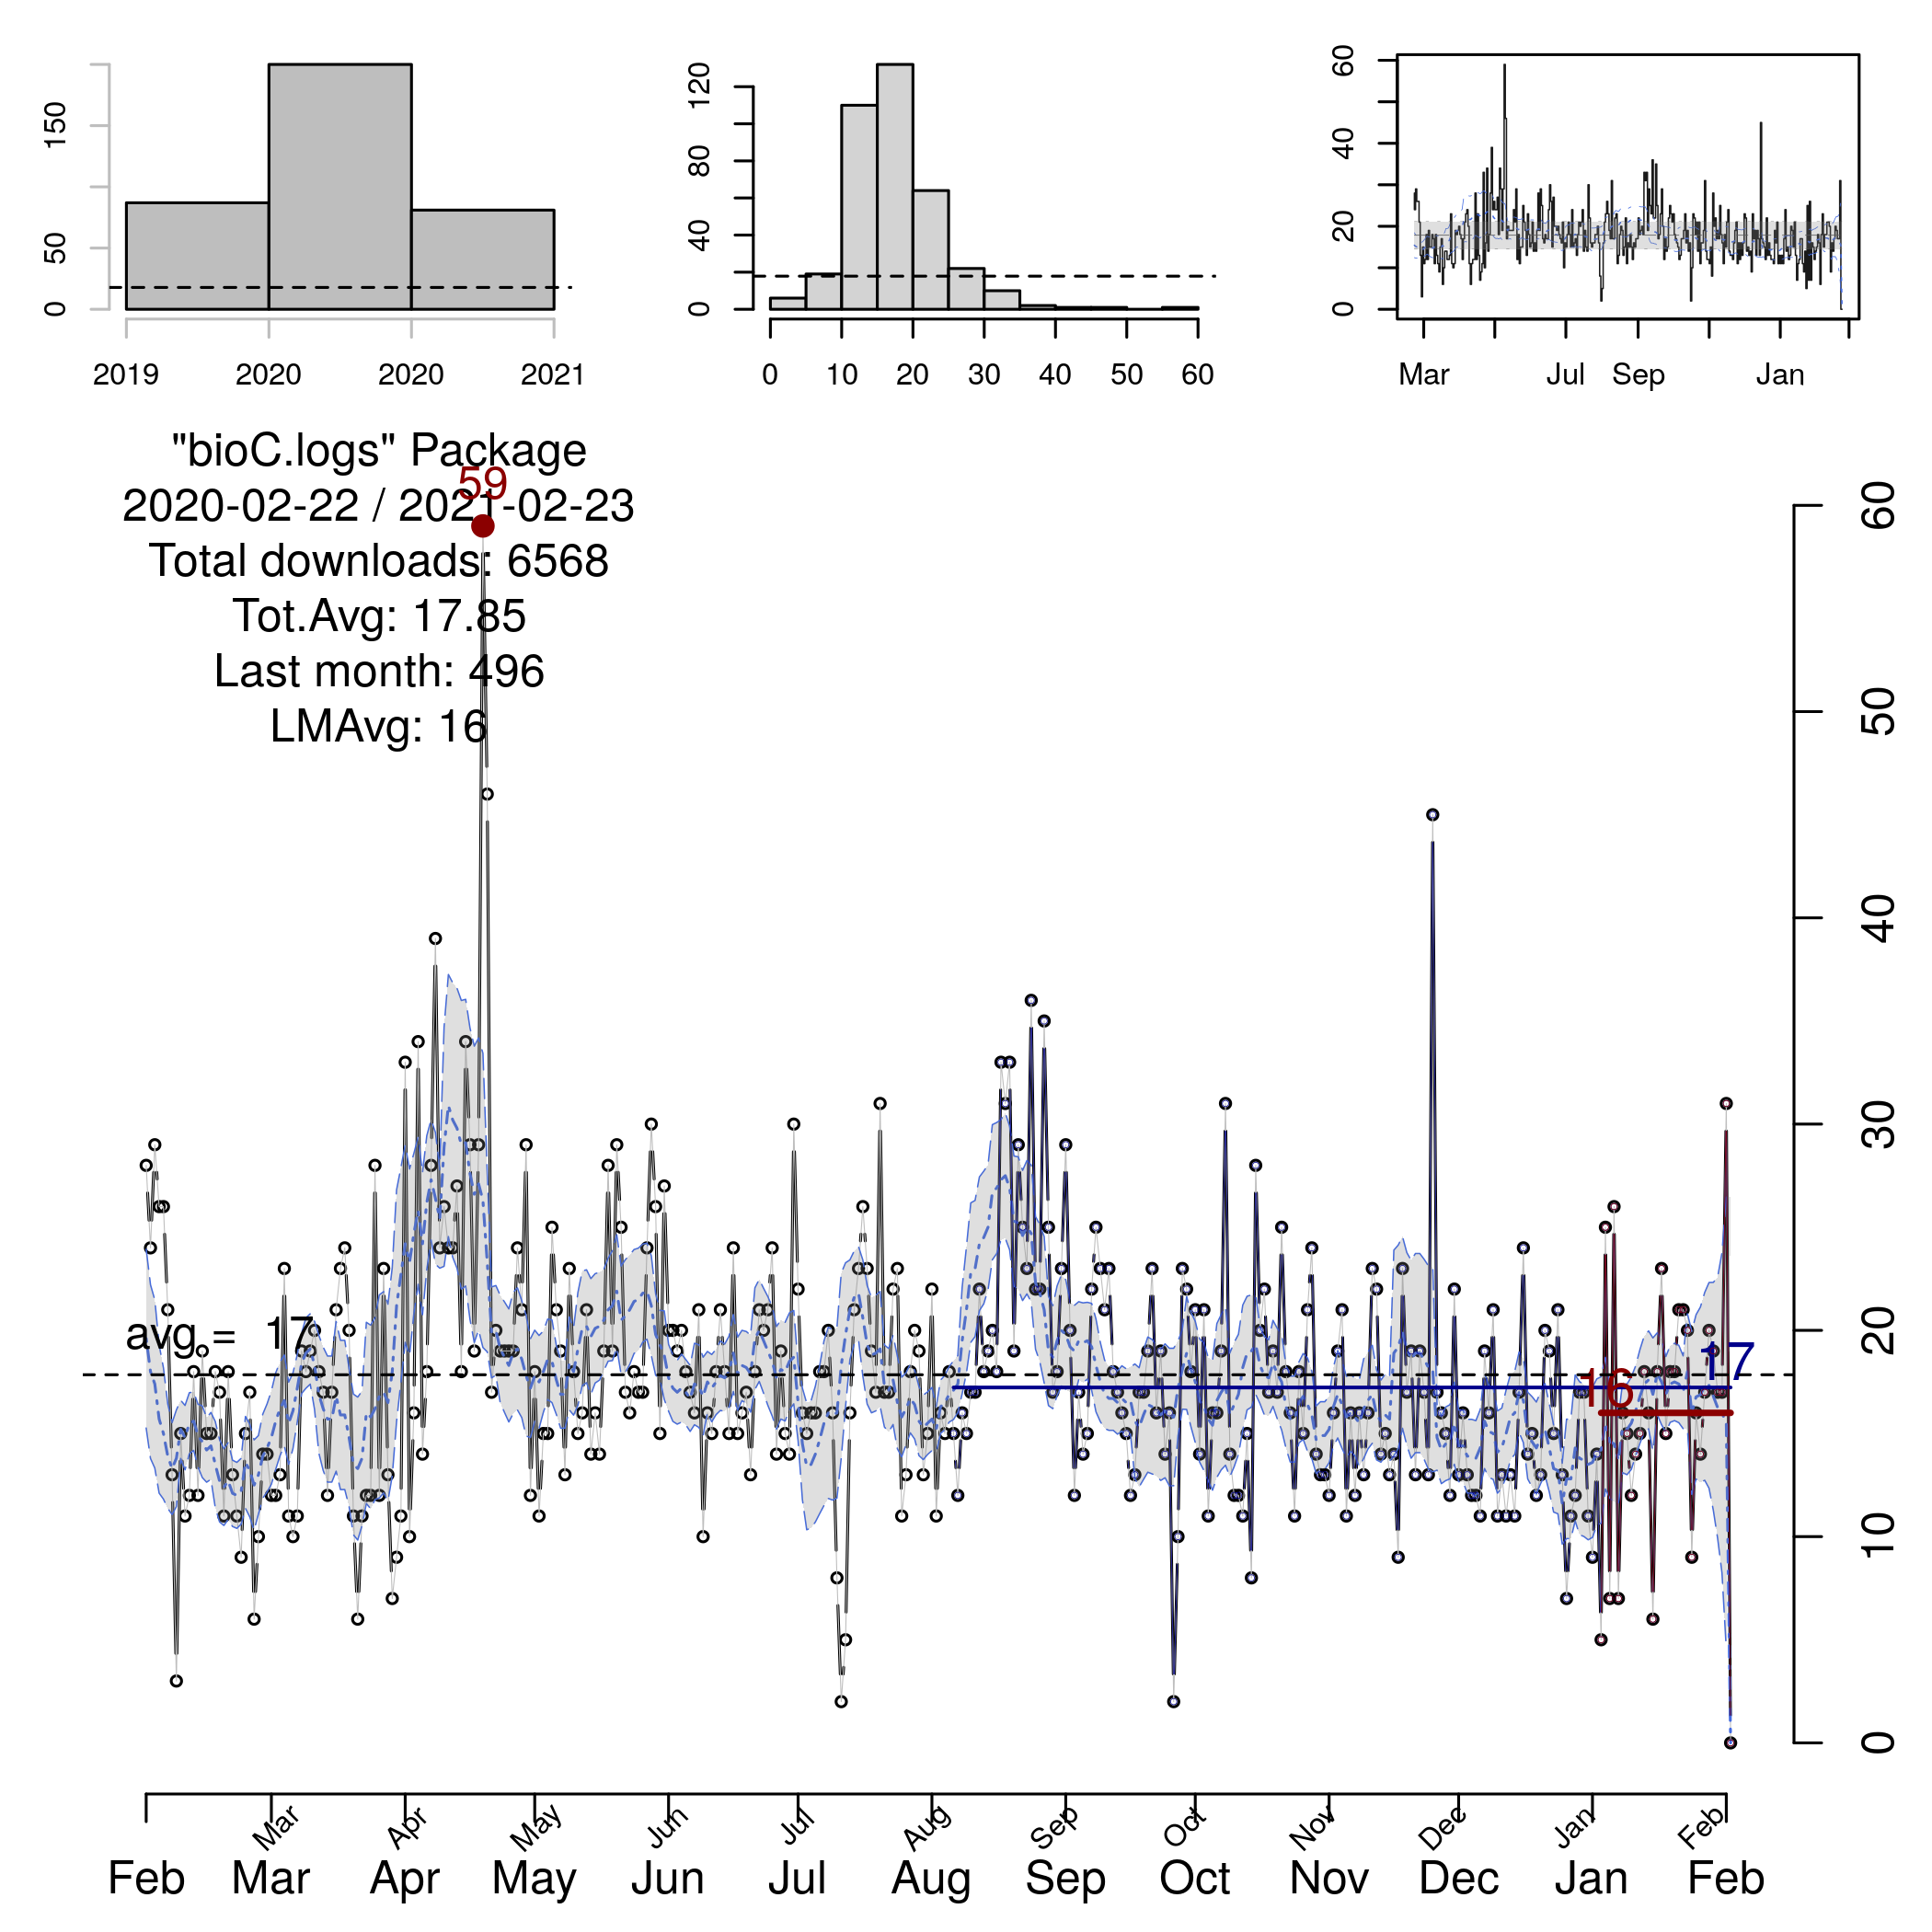 150
50
0
2019 2020 2020 2021
120
80
40
0
0 10 20 30 40 50 60
60
40
20
0
Mar Jul Sep Jan
"bioC.logs" Package
59
2020-02-22 / 2021-02-23
Total downloads: 6568
Tot.Avg: 17.85
Last month: 496
LMAvg: 16
avg = 17
17
16
60
50
40
30
20
10
0
Mar Apr May Jun Jul Aug Sep Oct Nov Dec Jan Feb
Feb Mar Apr May Jun Jul Aug Sep Oct Nov Dec Jan Feb